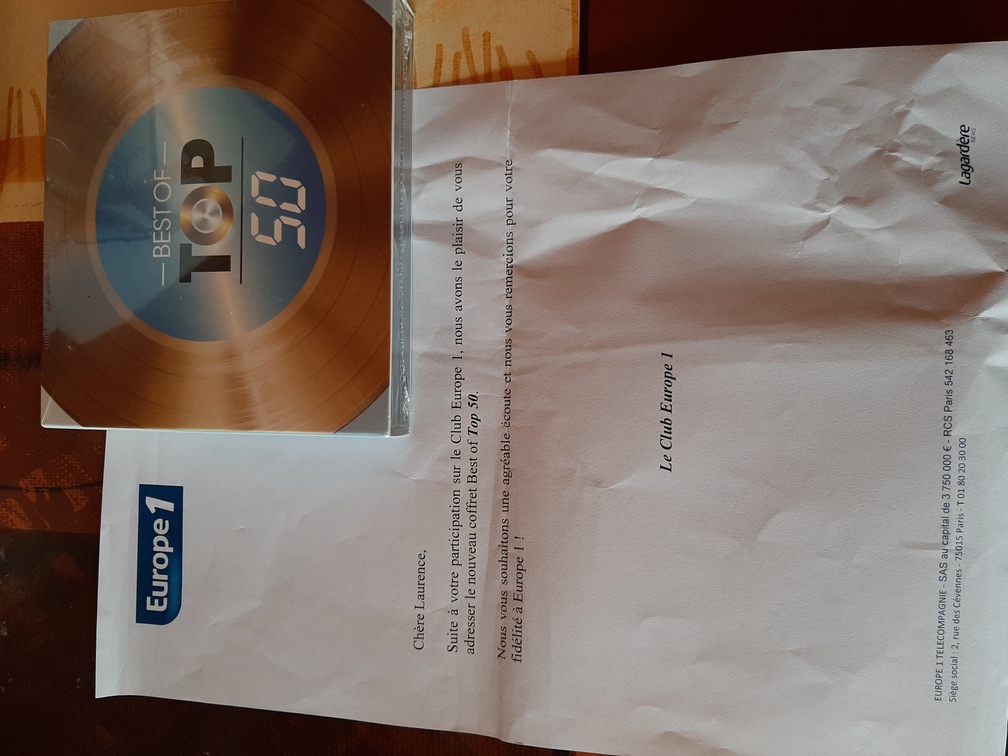 — BEST OF —
TOP
50
Europe 1
Chère Laurence,
Suite à votre participation sur le Club Europe 1, nous avons le plaisir de vous
adresser le nouveau coffret Best of Top 50.
Nous vous souhaitons une agréable écoute et nous vous remercions pour votre
fidélité à Europe 1 !
Le Club Europe 1
EUROPE 1 TELECOMPAGNIE - SAS au capital de 3 750 000 € - RCS Paris 542 168 463
Siège social : 2, rue des Cévennes - 75015 Paris - T 01 80 20 30 00
Lagardère
NEWS